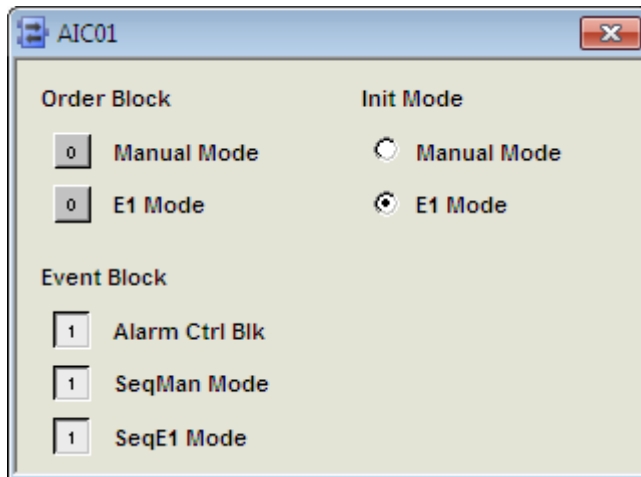 AIC01
Order Block Init Mode
0 Manual Mode Manual Mode
0 E1 Mode E1 Mode
Event Block
1 Alarm Ctrl Blk
1 SeqMan Mode
1 SeqE1 Mode